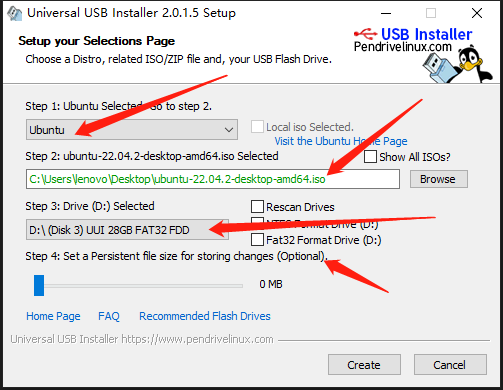 Universal USB Installer 2.0.1.5 Setup
Setup your Selections Page
Choose a Distro, related ISO/ZIP file and, your USB Flash Drive.
USB Installer
Pendrivelinux.com
Step 1: Ubuntu Selected, Go to step 2.
Ubuntu
Local iso Selected.
Visit the Ubuntu Home Page
Step 2: ubuntu-22.04.2-desktop-amd64.iso Selected
Show All ISOs?
C:\Users\lenovo\Desktop\ubuntu-22.04.2-desktop-amd64.iso
Browse
Step 3: Drive (D:) Selected
Rescan Drives
D:\ (Disk 3) UUI 28GB FAT32 FDD
NTFS Format Drive (D:)
Fat32 Format Drive (D:)
Step 4: Set a Persistent file size for storing changes (Optional).
0 MB
Home Page FAQ Recommended Flash Drives
Universal USB Installer https://www.pendrivelinux.com
Create Browse